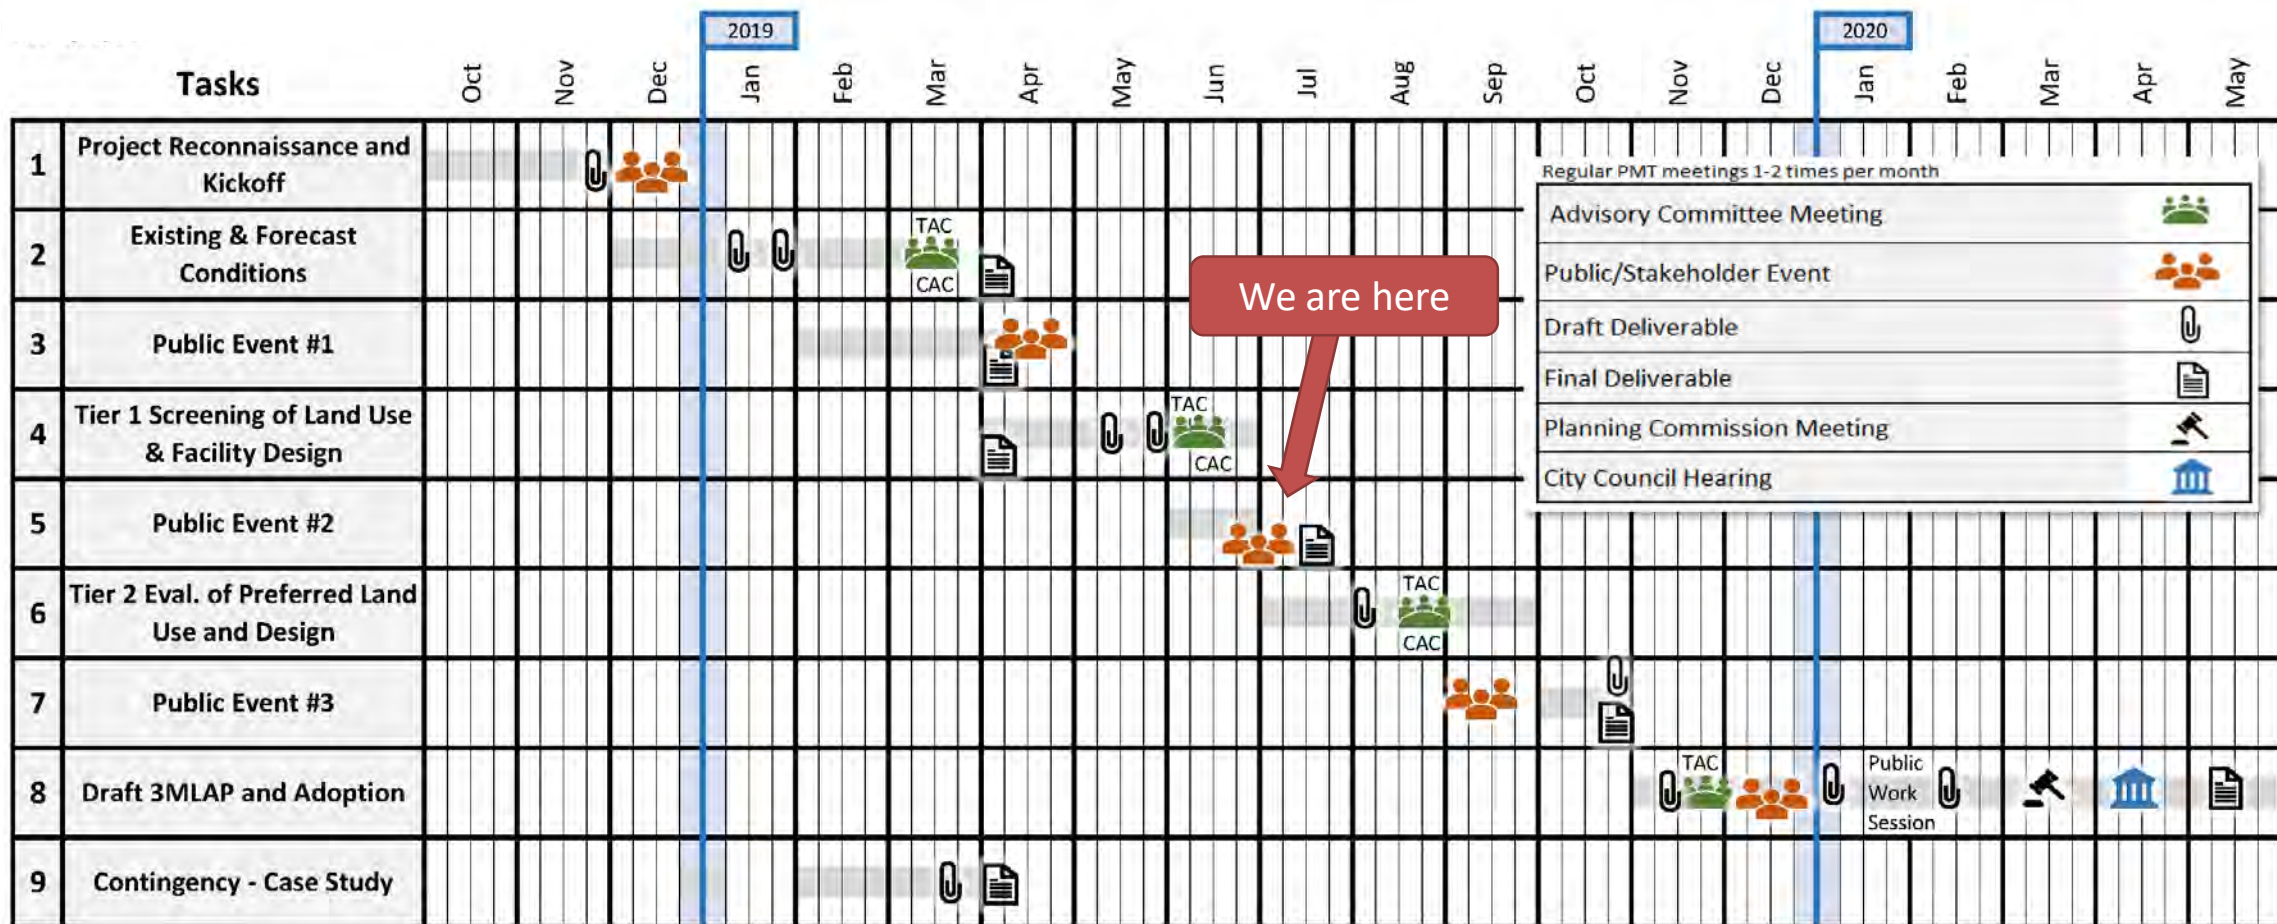 2019
2020
Tasks
Oct
Nov
Dec
Jan
Feb
Mar
Apr
May
Jun
Jul
Aug
Sep
Oct
Nov
Dec
Jan
Feb
Mar
Apr
May
1
Project Reconnaissance and
Kickoff
Regular PMT meetings 1-2 times per month
Advisory Committee Meeting
Public/Stakeholder Event
Draft Deliverable
Final Deliverable
Planning Commission Meeting
City Council Hearing
2
Existing & Forecast
Conditions
TAC
CAC
We are here
3
Public Event #1
4
Tier 1 Screening of Land Use
& Facility Design
TAC
CAC
5
Public Event #2
6
Tier 2 Eval. of Preferred Land
Use and Design
TAC
CAC
7
Public Event #3
8
Draft 3MLAP and Adoption
TAC
Public
Work
Session
9
Contingency - Case Study